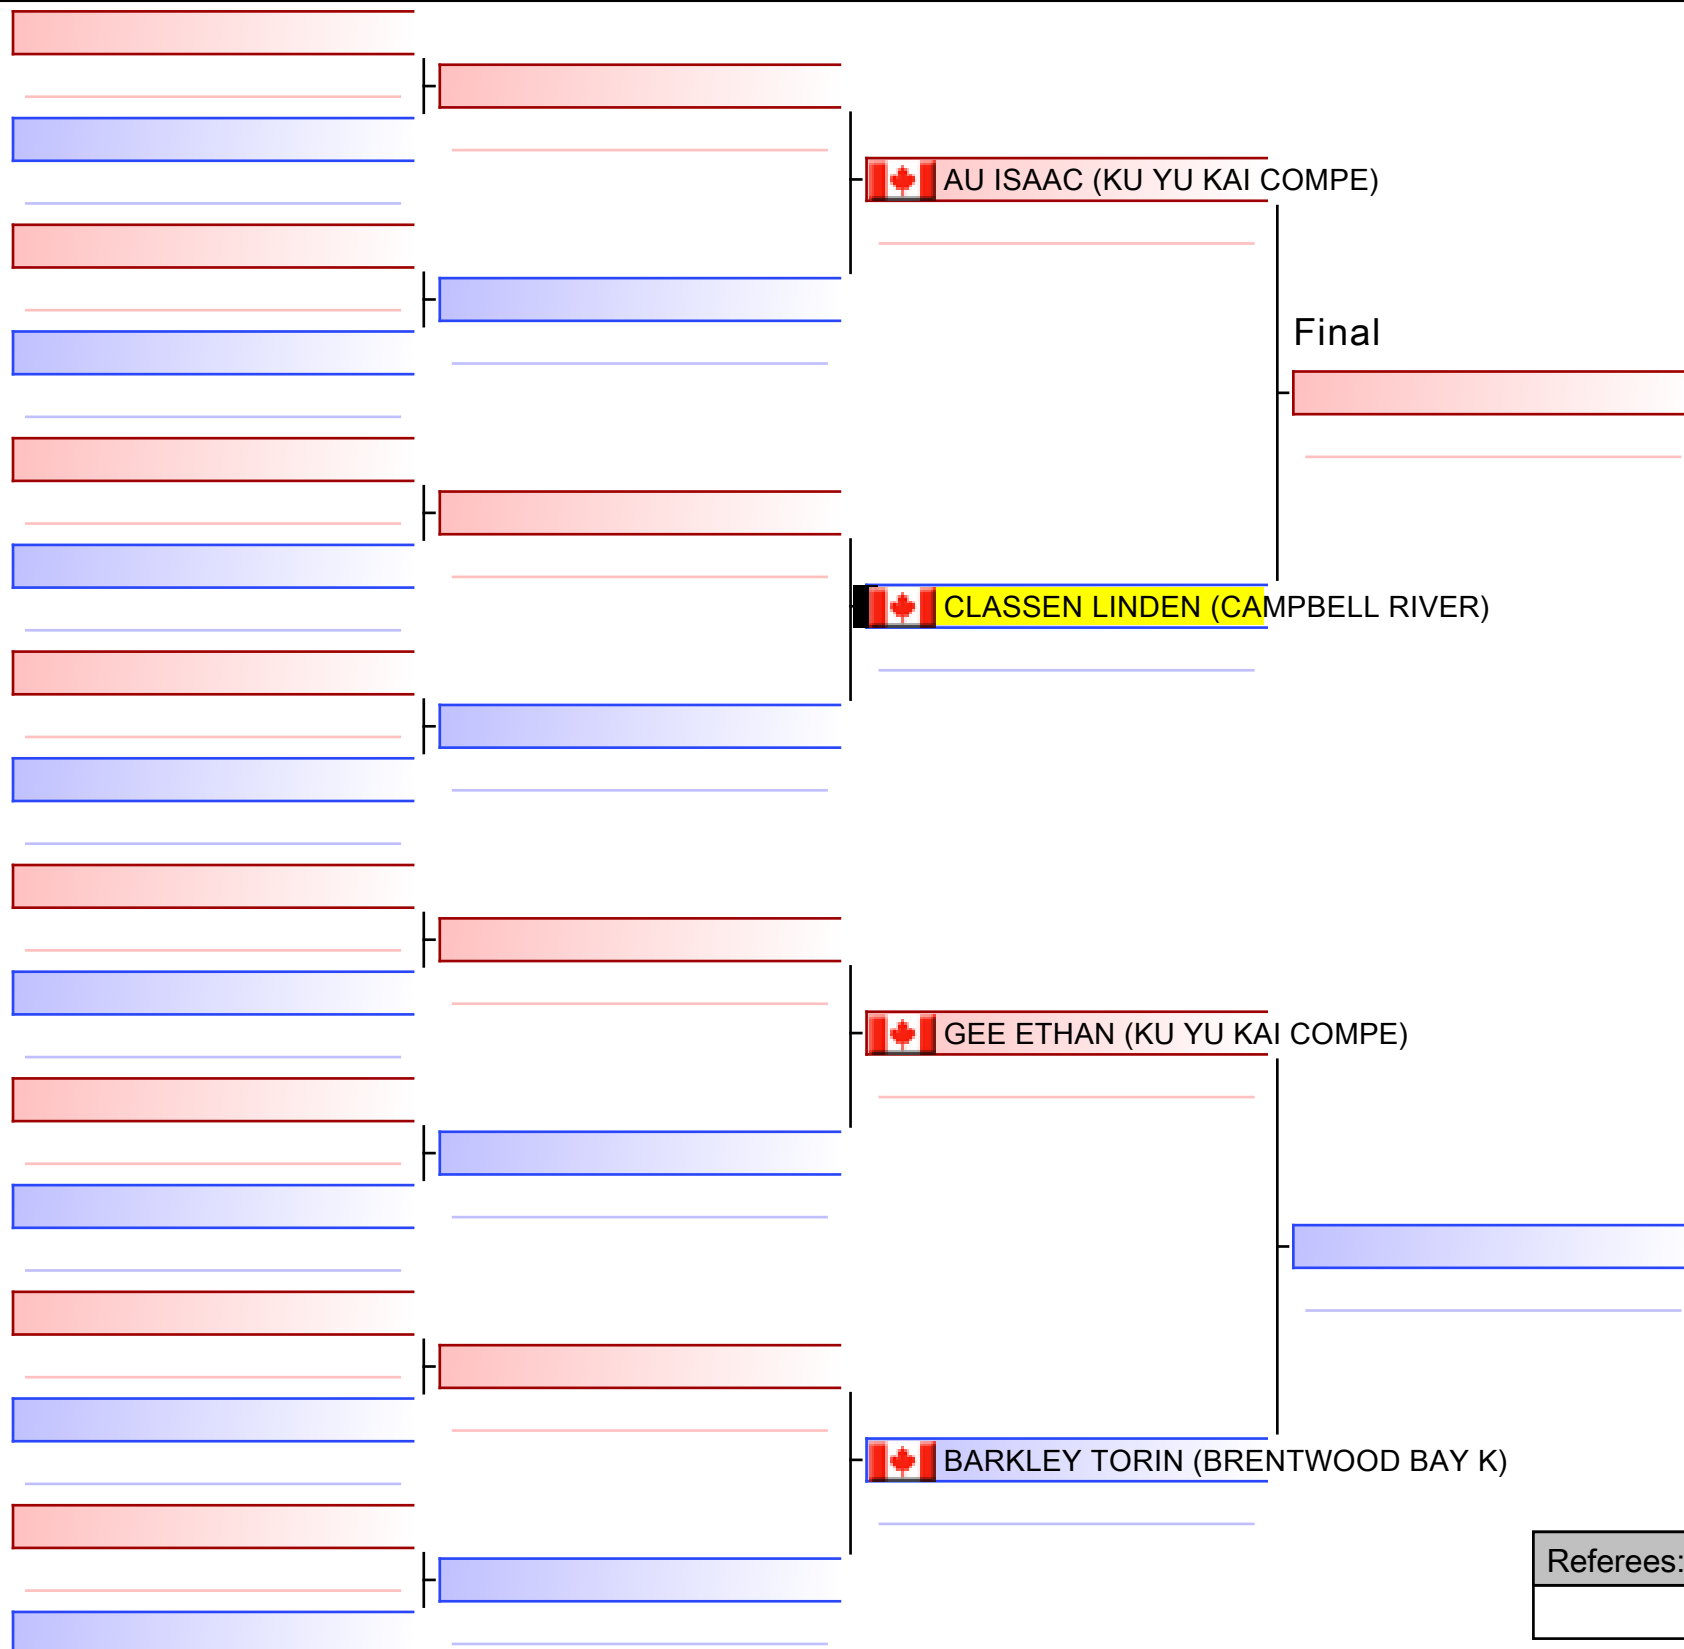 AU ISAAC (KU YU KAI COMPE)
Final
CLASSEN LINDEN (CAMPBELL RIVER)
GEE ETHAN (KU YU KAI COMPE)
BARKLEY TORIN (BRENTWOOD BAY K)
Referees: